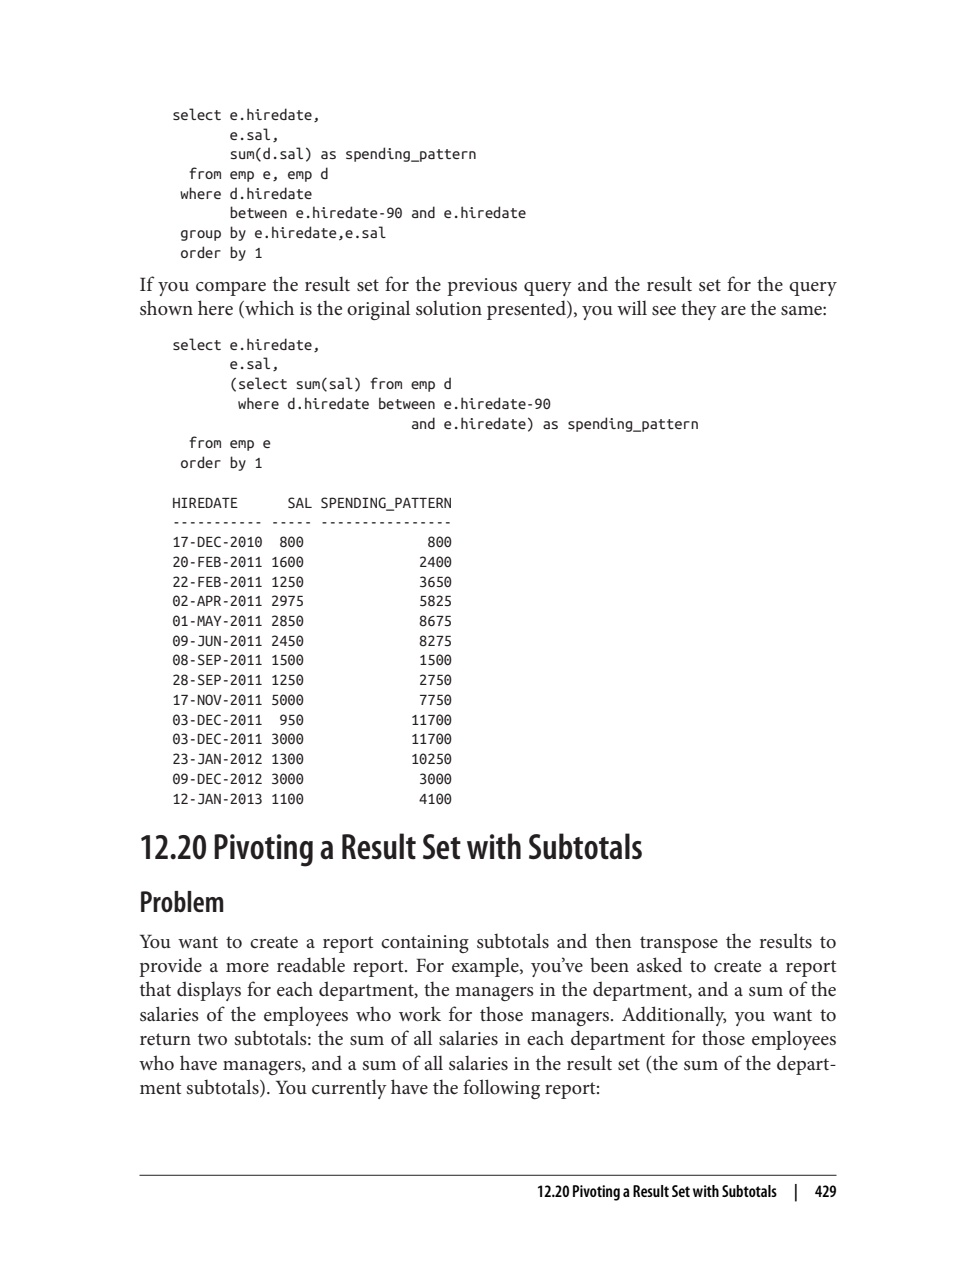 select e.hiredate,
       e.sal,
       sum(d.sal) as spending_pattern
  from emp e, emp d
 where d.hiredate
       between e.hiredate-90 and e.hiredate
 group by e.hiredate,e.sal
 order by 1
If you compare the result set for the previous query and the result set for the query
shown here (which is the original solution presented), you will see they are the same:
select e.hiredate,
       e.sal,
       (select sum(sal) from emp d
        where d.hiredate between e.hiredate-90
                             and e.hiredate) as spending_pattern
  from emp e
 order by 1
HIREDATE      SAL SPENDING_PATTERN
----------- ----- ----------------
17-DEC-2010  800               800
20-FEB-2011 1600              2400
22-FEB-2011 1250              3650
02-APR-2011 2975              5825
01-MAY-2011 2850              8675
09-JUN-2011 2450              8275
08-SEP-2011 1500              1500
28-SEP-2011 1250              2750
17-NOV-2011 5000              7750
03-DEC-2011  950             11700
03-DEC-2011 3000             11700
23-JAN-2012 1300             10250
09-DEC-2012 3000              3000
12-JAN-2013 1100              4100
12.20 Pivoting a Result Set with Subtotals
Problem
You want to create a report containing subtotals and then transpose the results to
provide a more readable report. For example, you’ve been asked to create a report
that displays for each department, the managers in the department, and a sum of the
salaries of the employees who work for those managers. Additionally, you want to
return two subtotals: the sum of all salaries in each department for those employees
who have managers, and a sum of all salaries in the result set (the sum of the depart-
ment subtotals). You currently have the following report:
12.20 Pivoting a Result Set with Subtotals | 429